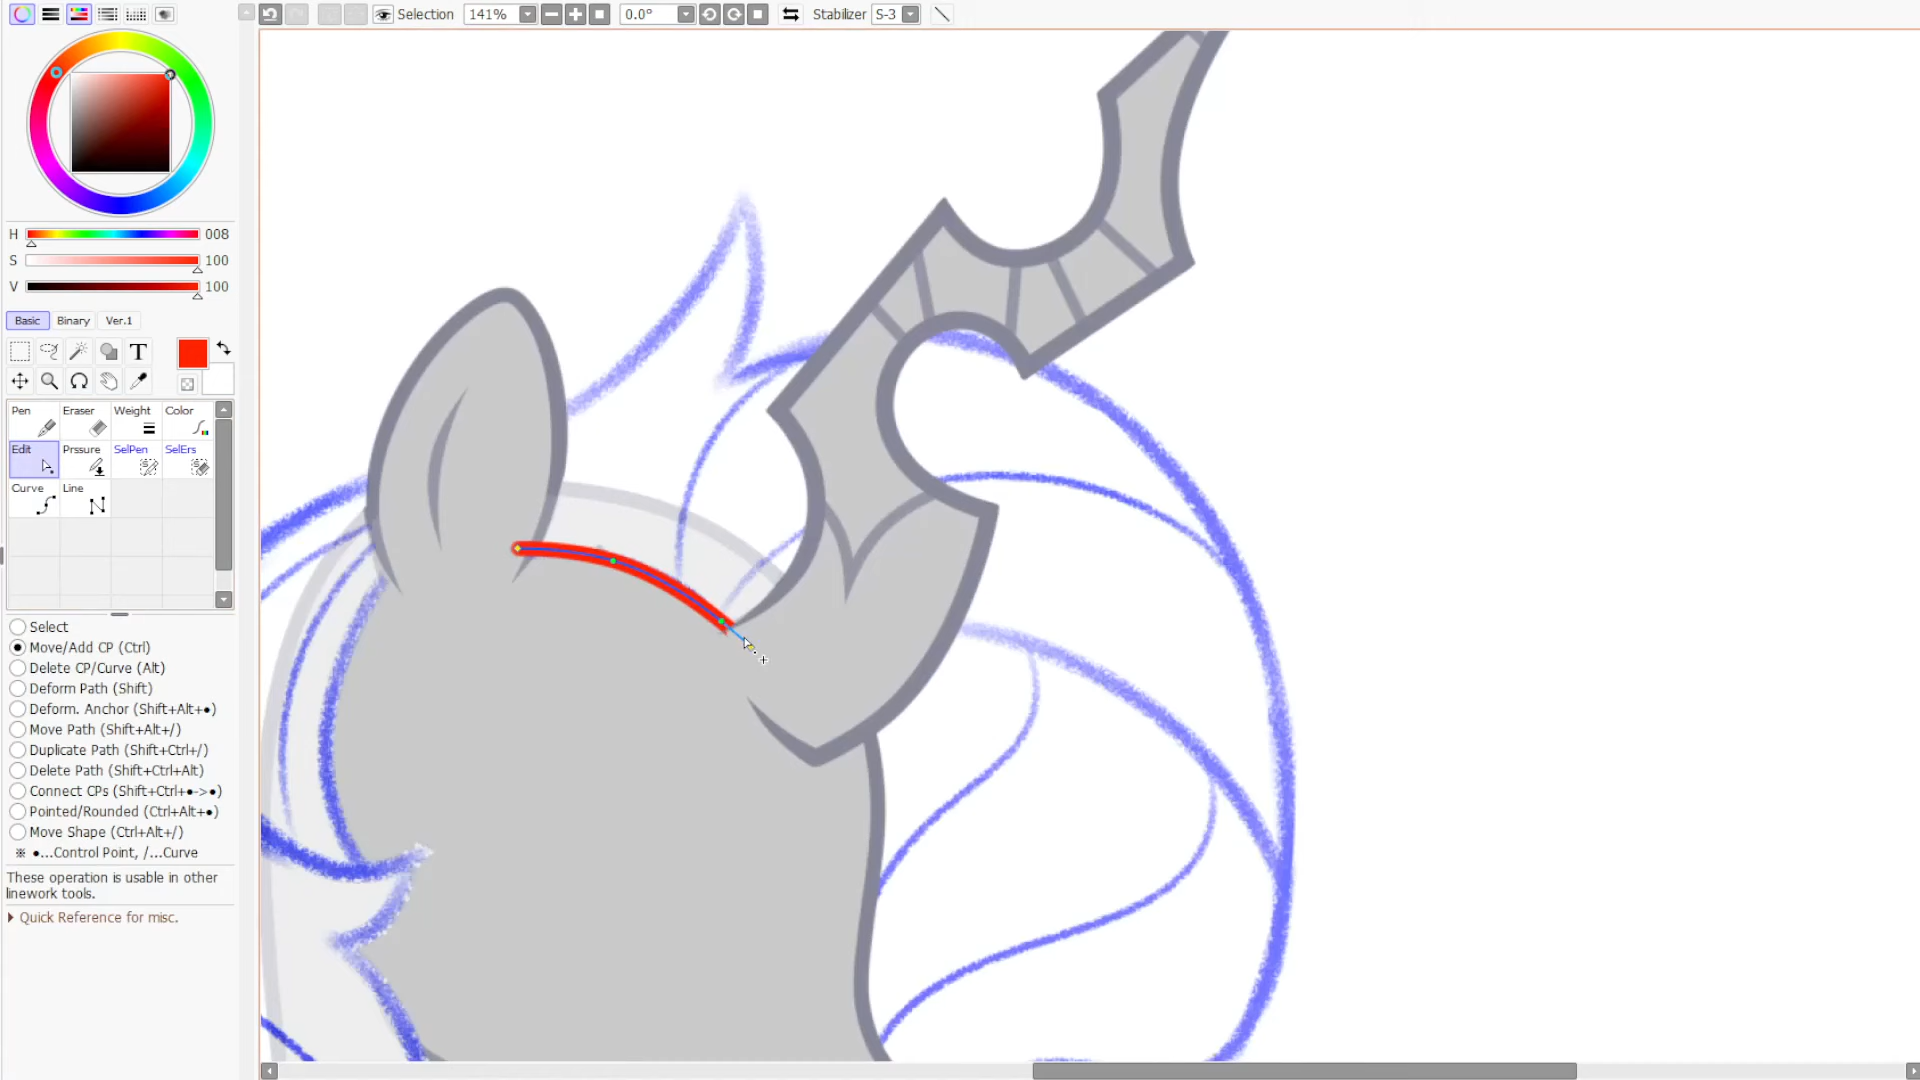 Selection 141% 0.0° Stabilizer S-3
H 008
S 100
V 100
Basic Binary Ver.1
T
Pen Eraser Weight Color
Edit Prssure SelPen SelErs
Curve Line
Select
Move/Add CP (Ctrl)
Delete CP/Curve (Alt)
Deform Path (Shift)
Deform. Anchor (Shift+Alt+●)
Move Path (Shift+Alt+/)
Duplicate Path (Shift+Ctrl+/)
Delete Path (Shift+Ctrl+Alt)
Connect CPs (Shift+Ctrl+●->●)
Pointed/Rounded (Ctrl+Alt+●)
Move Shape (Ctrl+Alt+/)
※ ●...Control Point, /...Curve
These operation is usable in other
linework tools.
Quick Reference for misc.